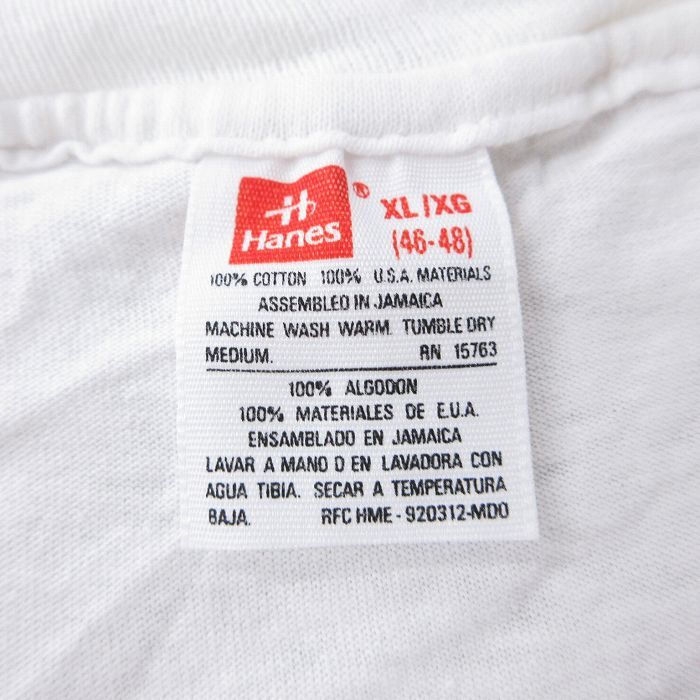 H
Hanes ®
XL/XG
(46-48)
100% COTTON 100% U.S.A. MATERIALS
ASSEMBLED IN JAMAICA
MACHINE WASH WARM. TUMBLE DRY
MEDIUM. RN 15763
100% ALGODON
100% MATERIALES DE E.U.A.
ENSAMBLADO EN JAMAICA
LAVAR A MANO O EN LAVADORA CON
AGUA TIBIA. SECAR A TEMPERATURA
BAJA. RFC HME - 920312-MDO